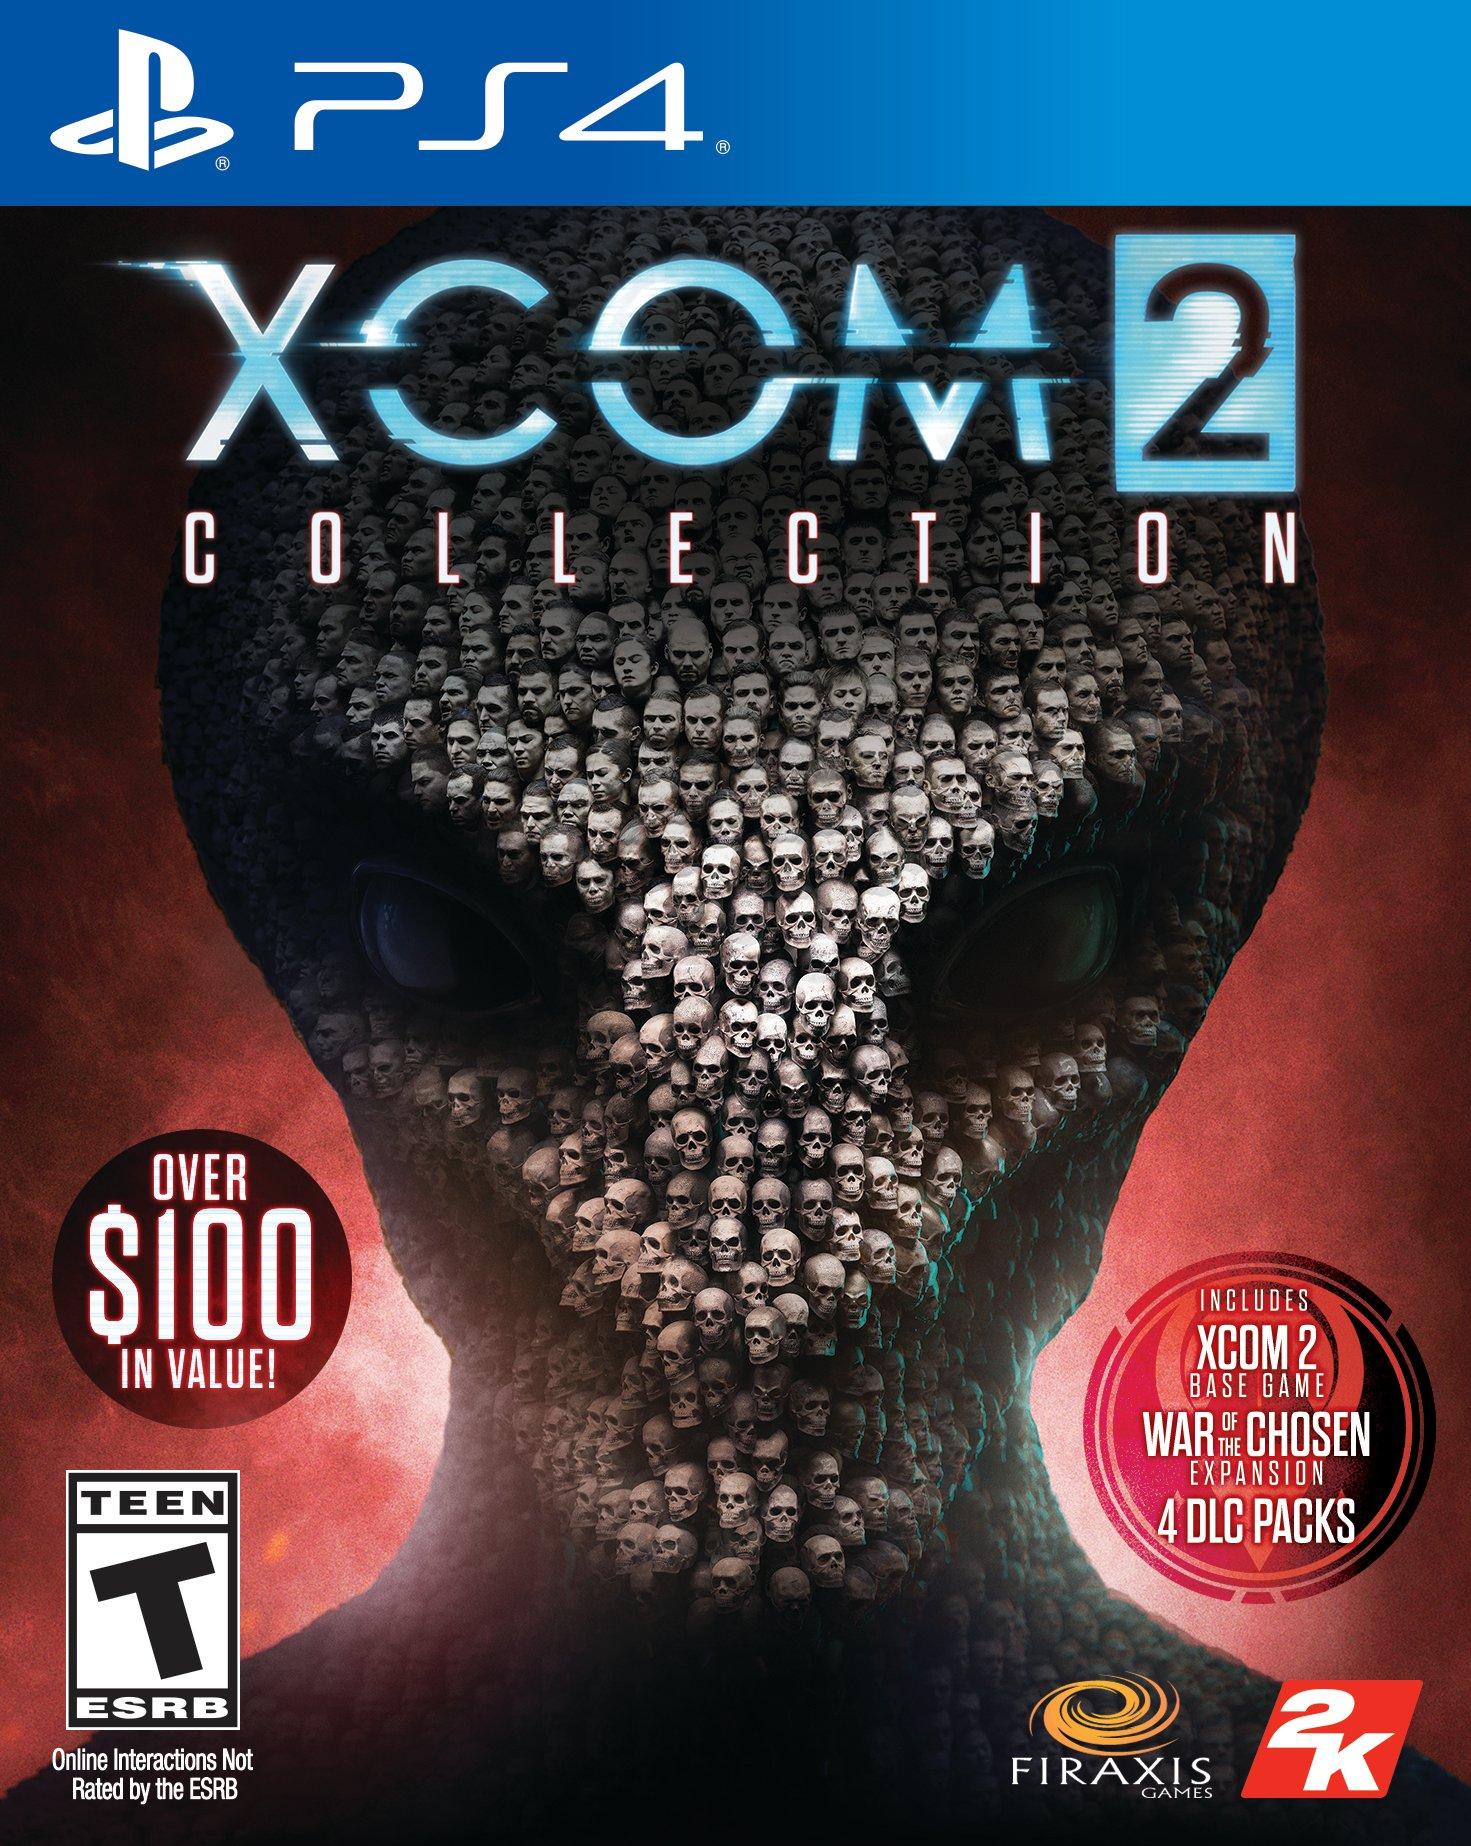 PS4®
XCOM 2
COLLECTION
OVER
$100
IN VALUE!
INCLUDES
XCOM 2
BASE GAME
WAR OF THE CHOSEN
EXPANSION
4 DLC PACKS
TEEN
T
ESRB
Online Interactions Not
Rated by the ESRB
FIRAXIS
GAMES
2K